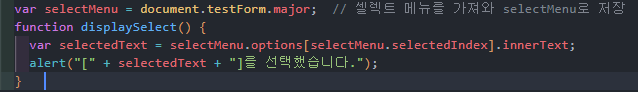 var selectMenu = document.testForm.major;  // 셀렉트 메뉴를 가져와 selectMenu로 저장
function displaySelect() {
  var selectedText = selectMenu.options[selectMenu.selectedIndex].innerText;
  alert("[" + selectedText + "]를 선택했습니다.");
}